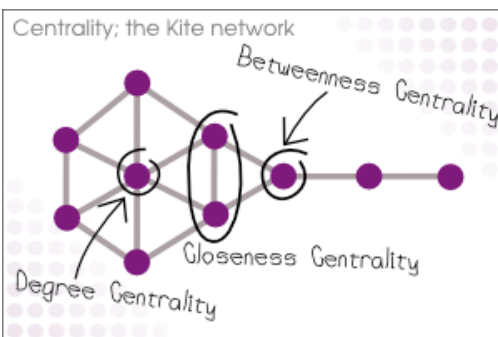 Centrality; the Kite network
Betweenness Centrality
Closeness Centrality
Degree Centrality